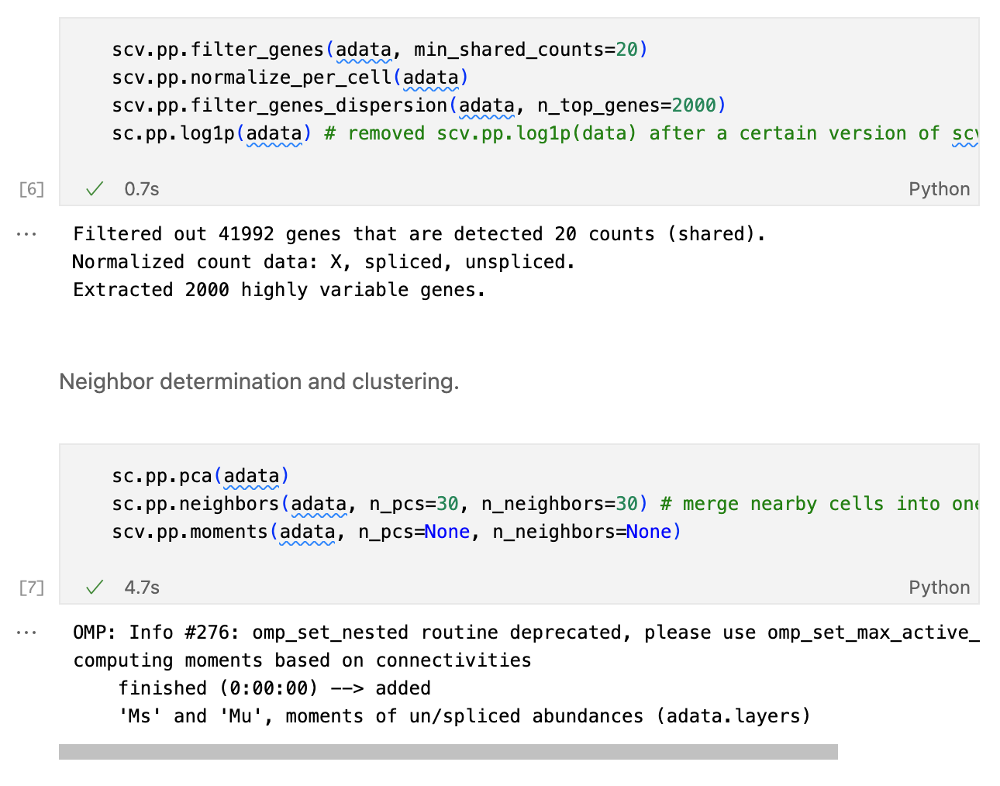 scv.pp.filter_genes(adata, min_shared_counts=20)
scv.pp.normalize_per_cell(adata)
scv.pp.filter_genes_dispersion(adata, n_top_genes=2000)
sc.pp.log1p(adata) # removed scv.pp.log1p(data) after a certain version of scv
[6] 0.7s Python
Filtered out 41992 genes that are detected 20 counts (shared).
Normalized count data: X, spliced, unspliced.
Extracted 2000 highly variable genes.
Neighbor determination and clustering.
sc.pp.pca(adata)
sc.pp.neighbors(adata, n_pcs=30, n_neighbors=30) # merge nearby cells into one
scv.pp.moments(adata, n_pcs=None, n_neighbors=None)
[7] 4.7s Python
OMP: Info #276: omp_set_nested routine deprecated, please use omp_set_max_active_
computing moments based on connectivities
finished (0:00:00) --> added
'Ms' and 'Mu', moments of un/spliced abundances (adata.layers)